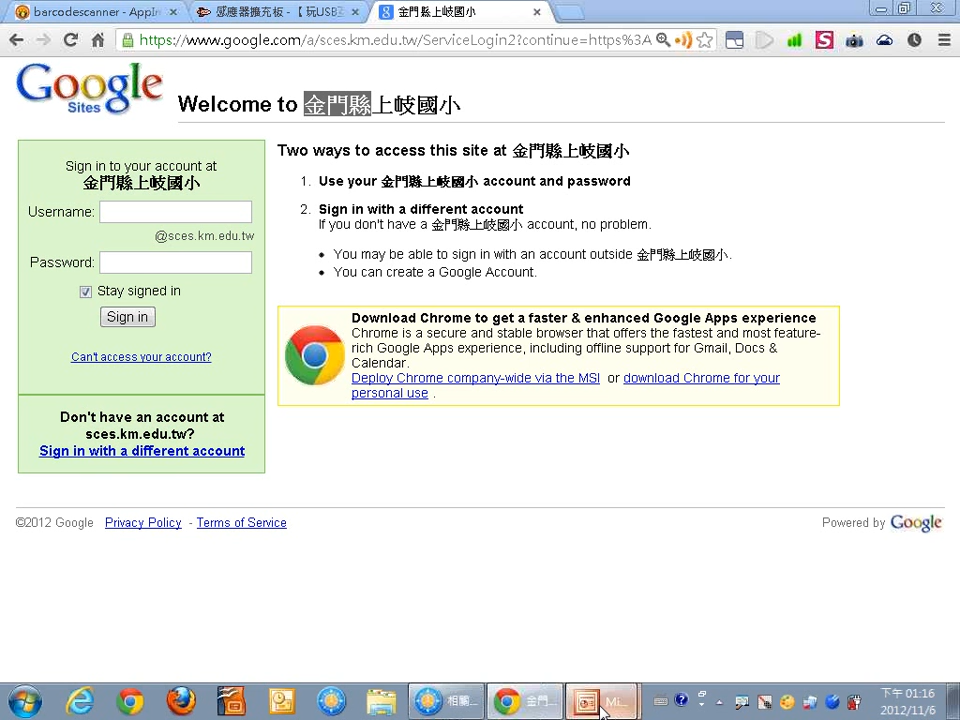 barcodescanner - AppIn
感應器擴充板 -【 玩USB
金門縣上岐國小
https://www.google.com/a/sces.km.edu.tw/ServiceLogin2?continue=https%3A
Google
Sites
Welcome to 金門縣上岐國小
Sign in to your account at
金門縣上岐國小
Username:
@sces.km.edu.tw
Password:
Stay signed in
Sign in
Can't access your account?
Don't have an account at
sces.km.edu.tw?
Sign in with a different account
Two ways to access this site at 金門縣上岐國小
1. Use your 金門縣上岐國小 account and password
2. Sign in with a different account
If you don't have a 金門縣上岐國小 account, no problem.
• You may be able to sign in with an account outside 金門縣上岐國小.
• You can create a Google Account.
Download Chrome to get a faster & enhanced Google Apps experience
Chrome is a secure and stable browser that offers the fastest and most feature-
rich Google Apps experience, including offline support for Gmail, Docs &
Calendar.
Deploy Chrome company-wide via the MSI or download Chrome for your
personal use .
©2012 Google Privacy Policy - Terms of Service
Powered by Google
相關...
金門...
Mi...
下午 01:16
2012/11/6